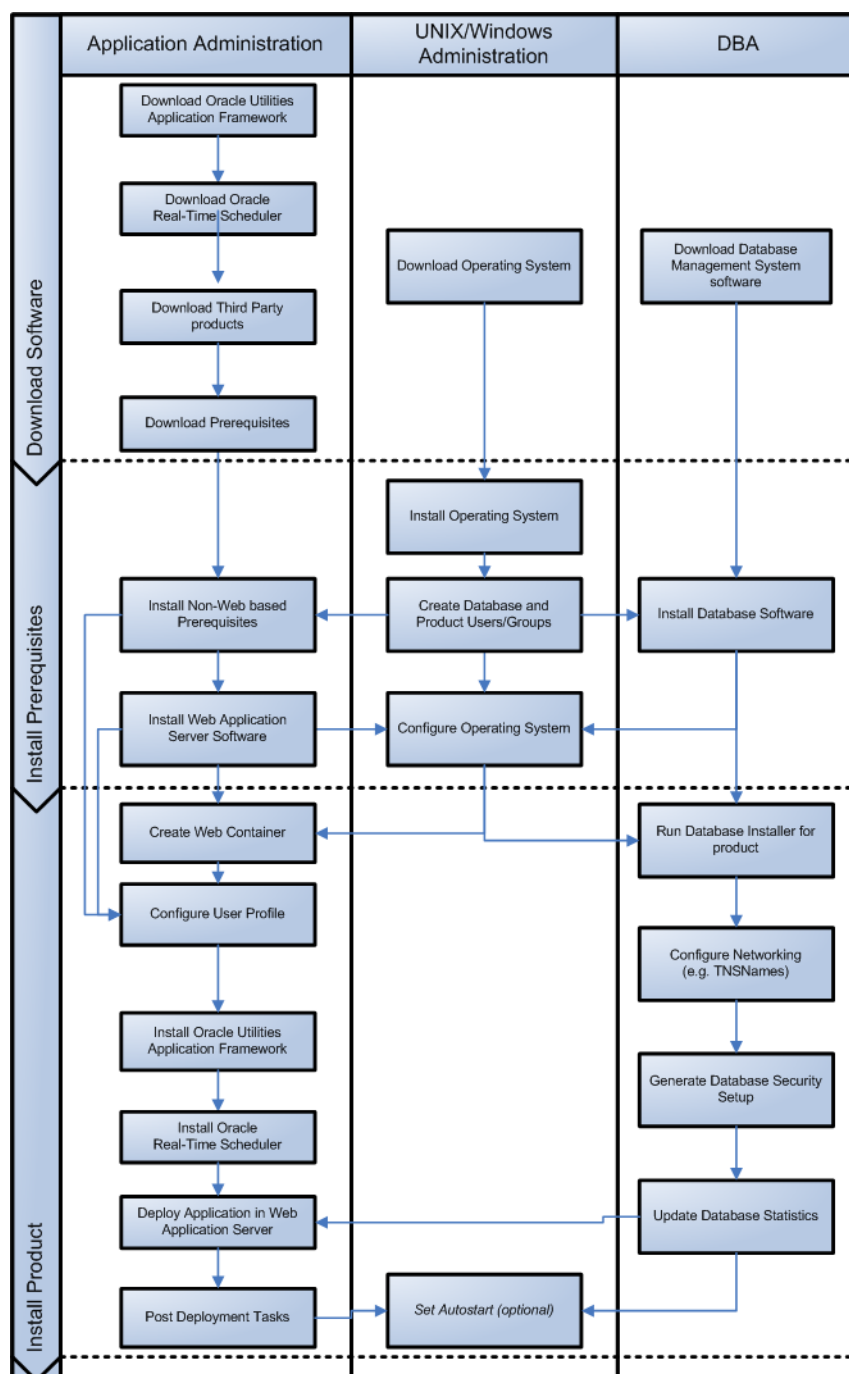 Application Administration
UNIX/Windows
Administration
DBA
Download Software
Download Oracle Utilities
Application Framework
Download Oracle
Real-Time Scheduler
Download Operating System
Download Database
Management System
software
Download Third Party
products
Download Prerequisites
Install Prerequisites
Install Operating System
Install Non-Web based
Prerequisites
Create Database and
Product Users/Groups
Install Database Software
Install Web Application
Server Software
Configure Operating System
Install Product
Create Web Container
Run Database Installer for
product
Configure User Profile
Configure Networking
(e.g. TNSNames)
Install Oracle Utilities
Application Framework
Generate Database Security
Setup
Install Oracle
Real-Time Scheduler
Deploy Application in Web
Application Server
Update Database Statistics
Post Deployment Tasks
Set Autostart (optional)